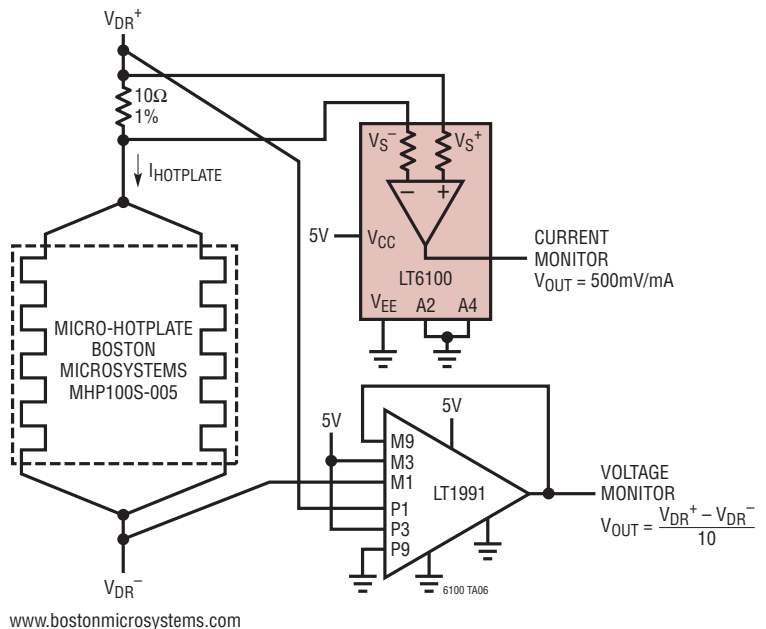 VDR+
10Ω
1%
IHOTPLATE
VS–
VS+
–
+
5V
VCC
LT6100
VEE
A2
A4
CURRENT
MONITOR
VOUT = 500mV/mA
MICRO-HOTPLATE
BOSTON
MICROSYSTEMS
MHP100S-005
5V
5V
M9
M3
M1
P1
P3
P9
LT1991
VOLTAGE
MONITOR
VOUT = VDR+ – VDR–
10
6100 TA06
VDR–
www.bostonmicrosystems.com